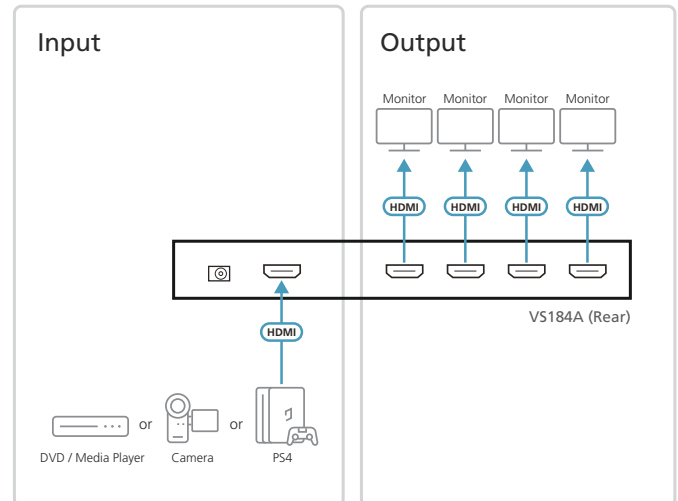 Input
Output
Monitor Monitor Monitor Monitor
HDMI HDMI HDMI HDMI
VS184A (Rear)
HDMI
or or
DVD / Media Player Camera PS4